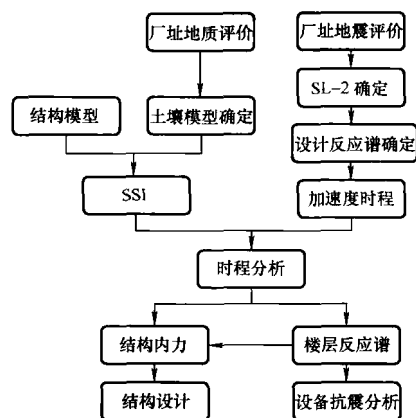 厂址地质评价
厂址地震评价
SL-2 确定
结构模型
土壤模型确定
设计反应谱确定
SSI
加速度时程
时程分析
结构内力
楼层反应谱
结构设计
设备抗震分析